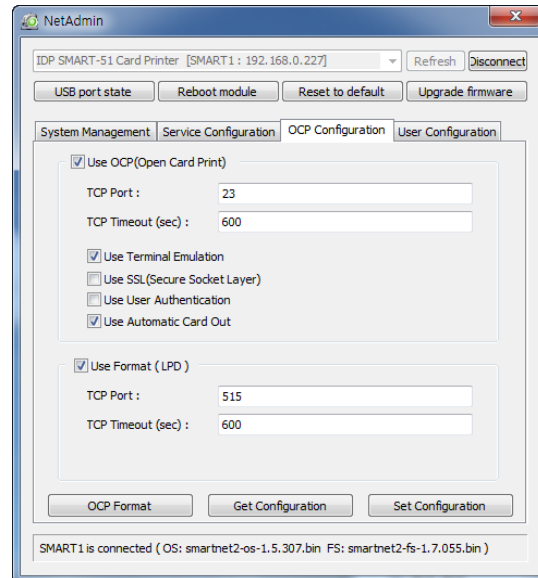 NetAdmin
IDP SMART-51 Card Printer [SMART1 : 192.168.0.227] Refresh Disconnect
USB port state Reboot module Reset to default Upgrade firmware
System Management Service Configuration OCP Configuration User Configuration
Use OCP(Open Card Print)
TCP Port : 23
TCP Timeout (sec) : 600
Use Terminal Emulation
Use SSL(Secure Socket Layer)
Use User Authentication
Use Automatic Card Out
Use Format ( LPD )
TCP Port : 515
TCP Timeout (sec) : 600
OCP Format Get Configuration Set Configuration
SMART1 is connected ( OS: smartnet2-os-1.5.307.bin FS: smartnet2-fs-1.7.055.bin )